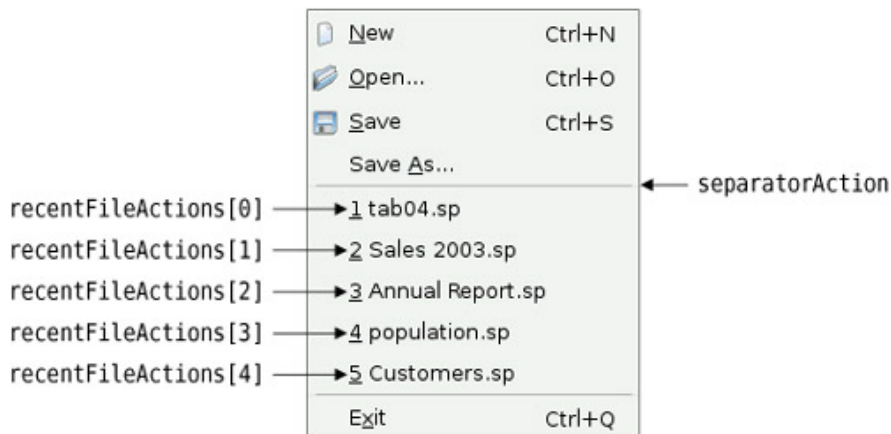 New Ctrl+N
Open... Ctrl+O
Save Ctrl+S
Save As...
separatorAction
recentFileActions[0] 1 tab04.sp
recentFileActions[1] 2 Sales 2003.sp
recentFileActions[2] 3 Annual Report.sp
recentFileActions[3] 4 population.sp
recentFileActions[4] 5 Customers.sp
Exit Ctrl+Q